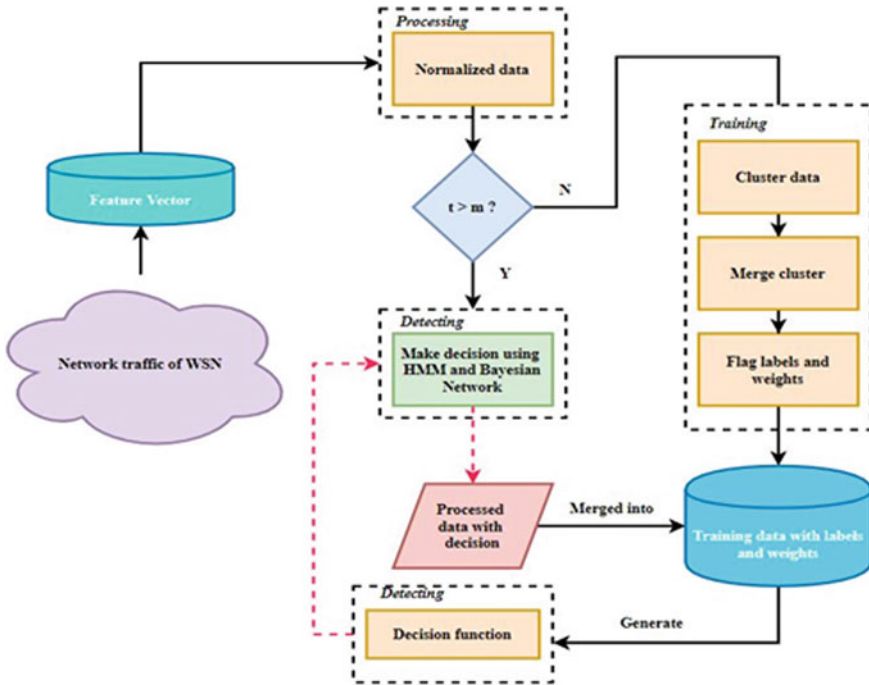 Processing
Normalized data
Training
Cluster data
Feature Vector
t > m ?
N
Merge cluster
Y
Detecting
Flag labels and
weights
Network traffic of WSN
Make decision using
HMM and Bayesian
Network
Processed
data with
decision
Merged into
Training data with labels
and weights
Detecting
Decision function
Generate